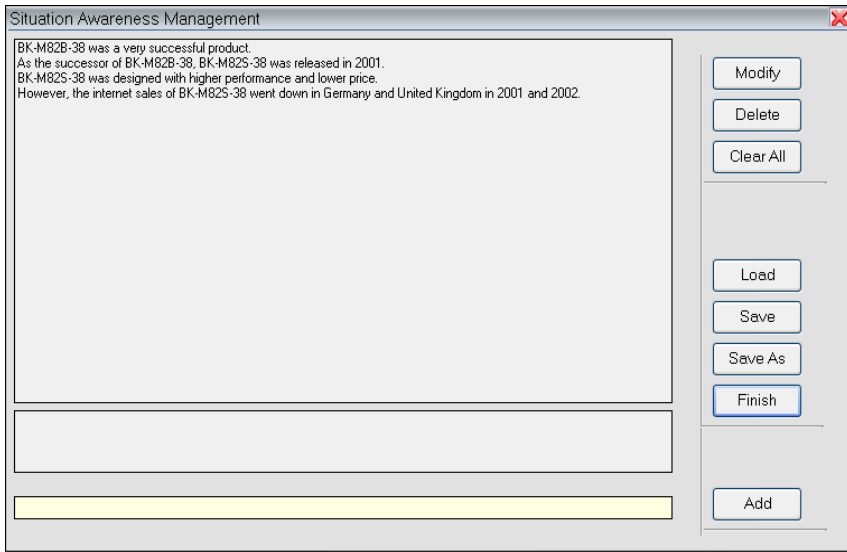 Situation Awareness Management
BK-M82B-38 was a very successful product.
As the successor of BK-M82B-38, BK-M82S-38 was released in 2001.
BK-M82S-38 was designed with higher performance and lower price.
However, the internet sales of BK-M82S-38 went down in Germany and United Kingdom in 2001 and 2002.
Modify
Delete
Clear All
Load
Save
Save As
Finish
Add